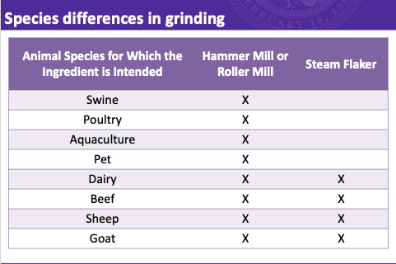 Species differences in grinding
Animal Species for Which the Ingredient is Intended Hammer Mill or Roller Mill Steam Flaker
Swine X
Poultry X
Aquaculture X
Pet X
Dairy X X
Beef X X
Sheep X X
Goat X X